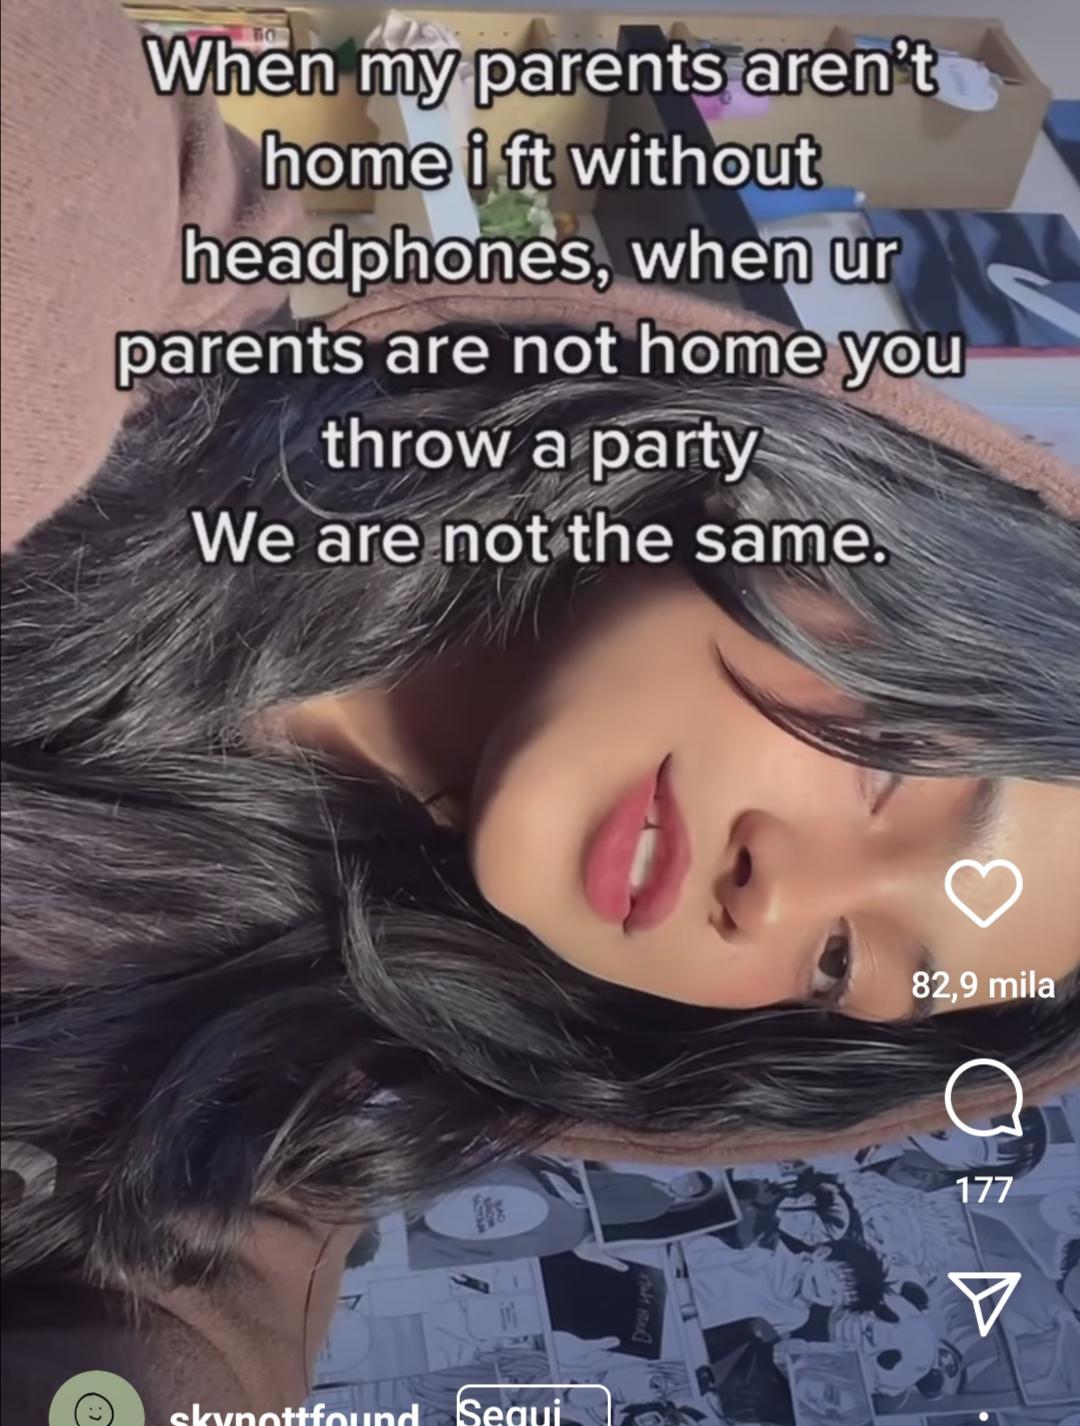 When my parents aren’t
home i ft without
headphones, when ur
parents are not home you
throw a party
We are not the same.
82,9 mila
177
skynottfound
Segui